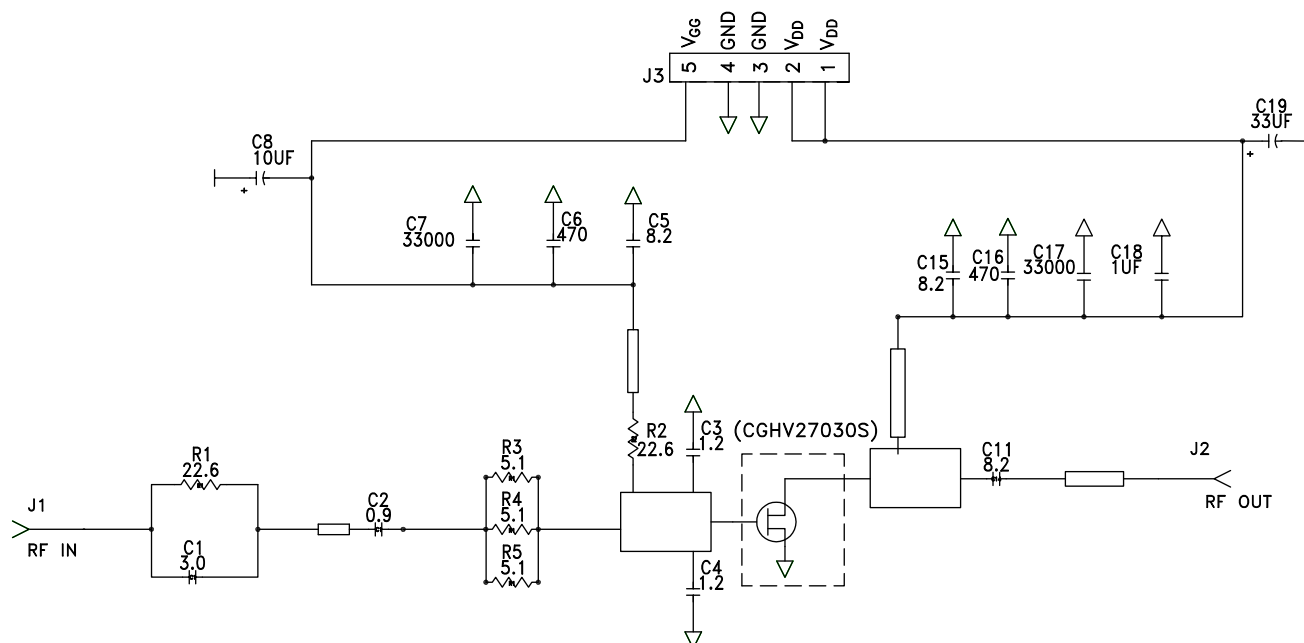 VGG
GND
GND
VDD
VDD
J3
5
4
3
2
1
C19
33UF
+
C8
10UF
+
C7
33000
C6
470
C5
8.2
C15
8.2
C16
470
C17
33000
C18
1UF
R2
22.6
C3
1.2
(CGHV27030S)
C11
8.2
J2
RF OUT
R1
22.6
J1
RF IN
C1
3.0
C2
0.9
R3
5.1
R4
5.1
R5
5.1
C4
1.2